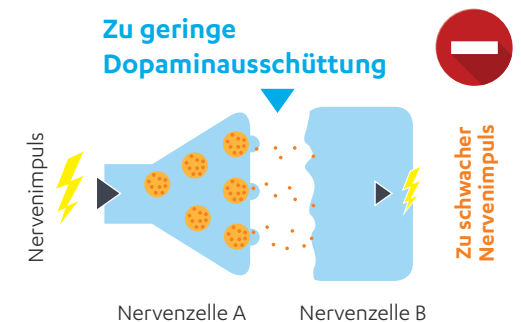 Zu geringe
Dopaminausschüttung
Nervenimpuls
Zu schwacher
Nervenimpuls
Nervenzelle A
Nervenzelle B